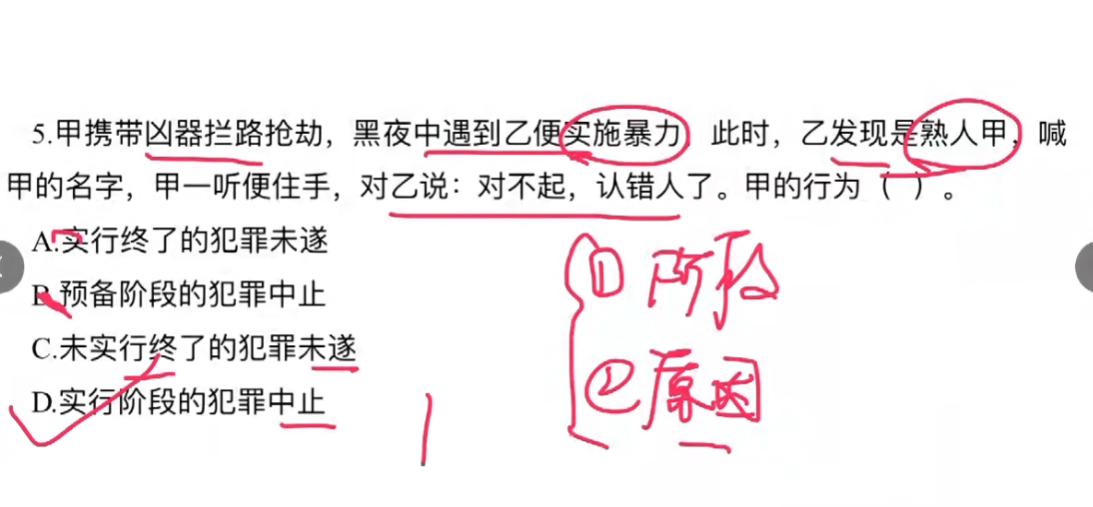 5.甲携带凶器拦路抢劫，黑夜中遇到乙便实施暴力，此时，乙发现是熟人甲，喊
甲的名字，甲一听便住手，对乙说：对不起，认错人了。甲的行为（ ）。
A.实行终了的犯罪未遂
B.预备阶段的犯罪中止
C.未实行终了的犯罪未遂
D.实行阶段的犯罪中止
①阶段
②原因